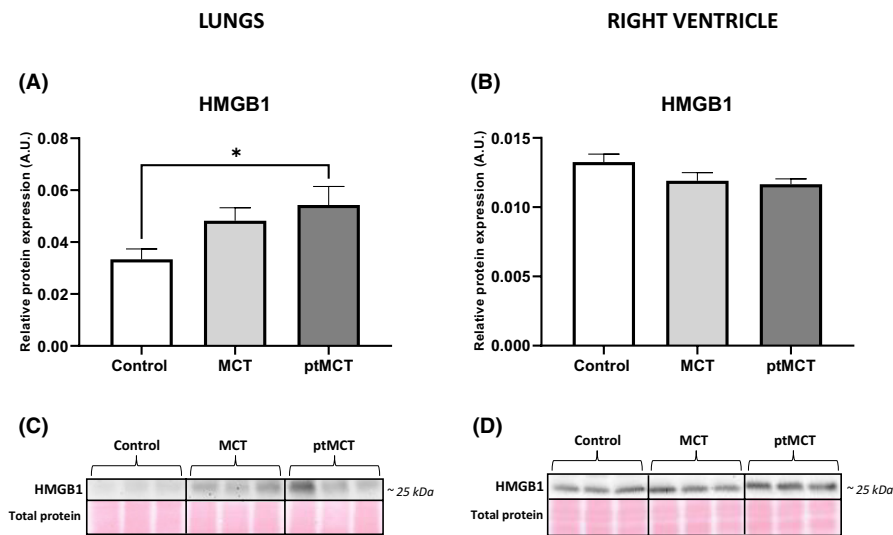 LUNGS
RIGHT VENTRICLE
(A)
HMGB1
Relative protein expression (A.U.)
0.08
0.06
0.04
0.02
0.00
*
Control MCT ptMCT
(B)
HMGB1
Relative protein expression (A.U.)
0.015
0.010
0.005
0.000
Control MCT ptMCT
(C)
Control MCT ptMCT
HMGB1 ~ 25 kDa
Total protein
(D)
Control MCT ptMCT
HMGB1 ~ 25 kDa
Total protein